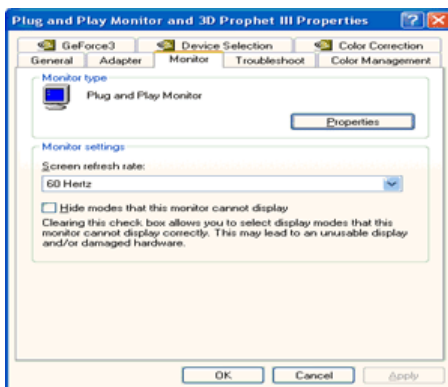 Plug and Play Monitor and 3D Prophet III Properties
GeForce3 Device Selection Color Correction
General Adapter Monitor Troubleshoot Color Management
Monitor type
Plug and Play Monitor
Properties
Monitor settings
Screen refresh rate:
60 Hertz
Hide modes that this monitor cannot display
Clearing this check box allows you to select display modes that this
monitor cannot display correctly. This may lead to an unusable display
and/or damaged hardware.
OK Cancel Apply